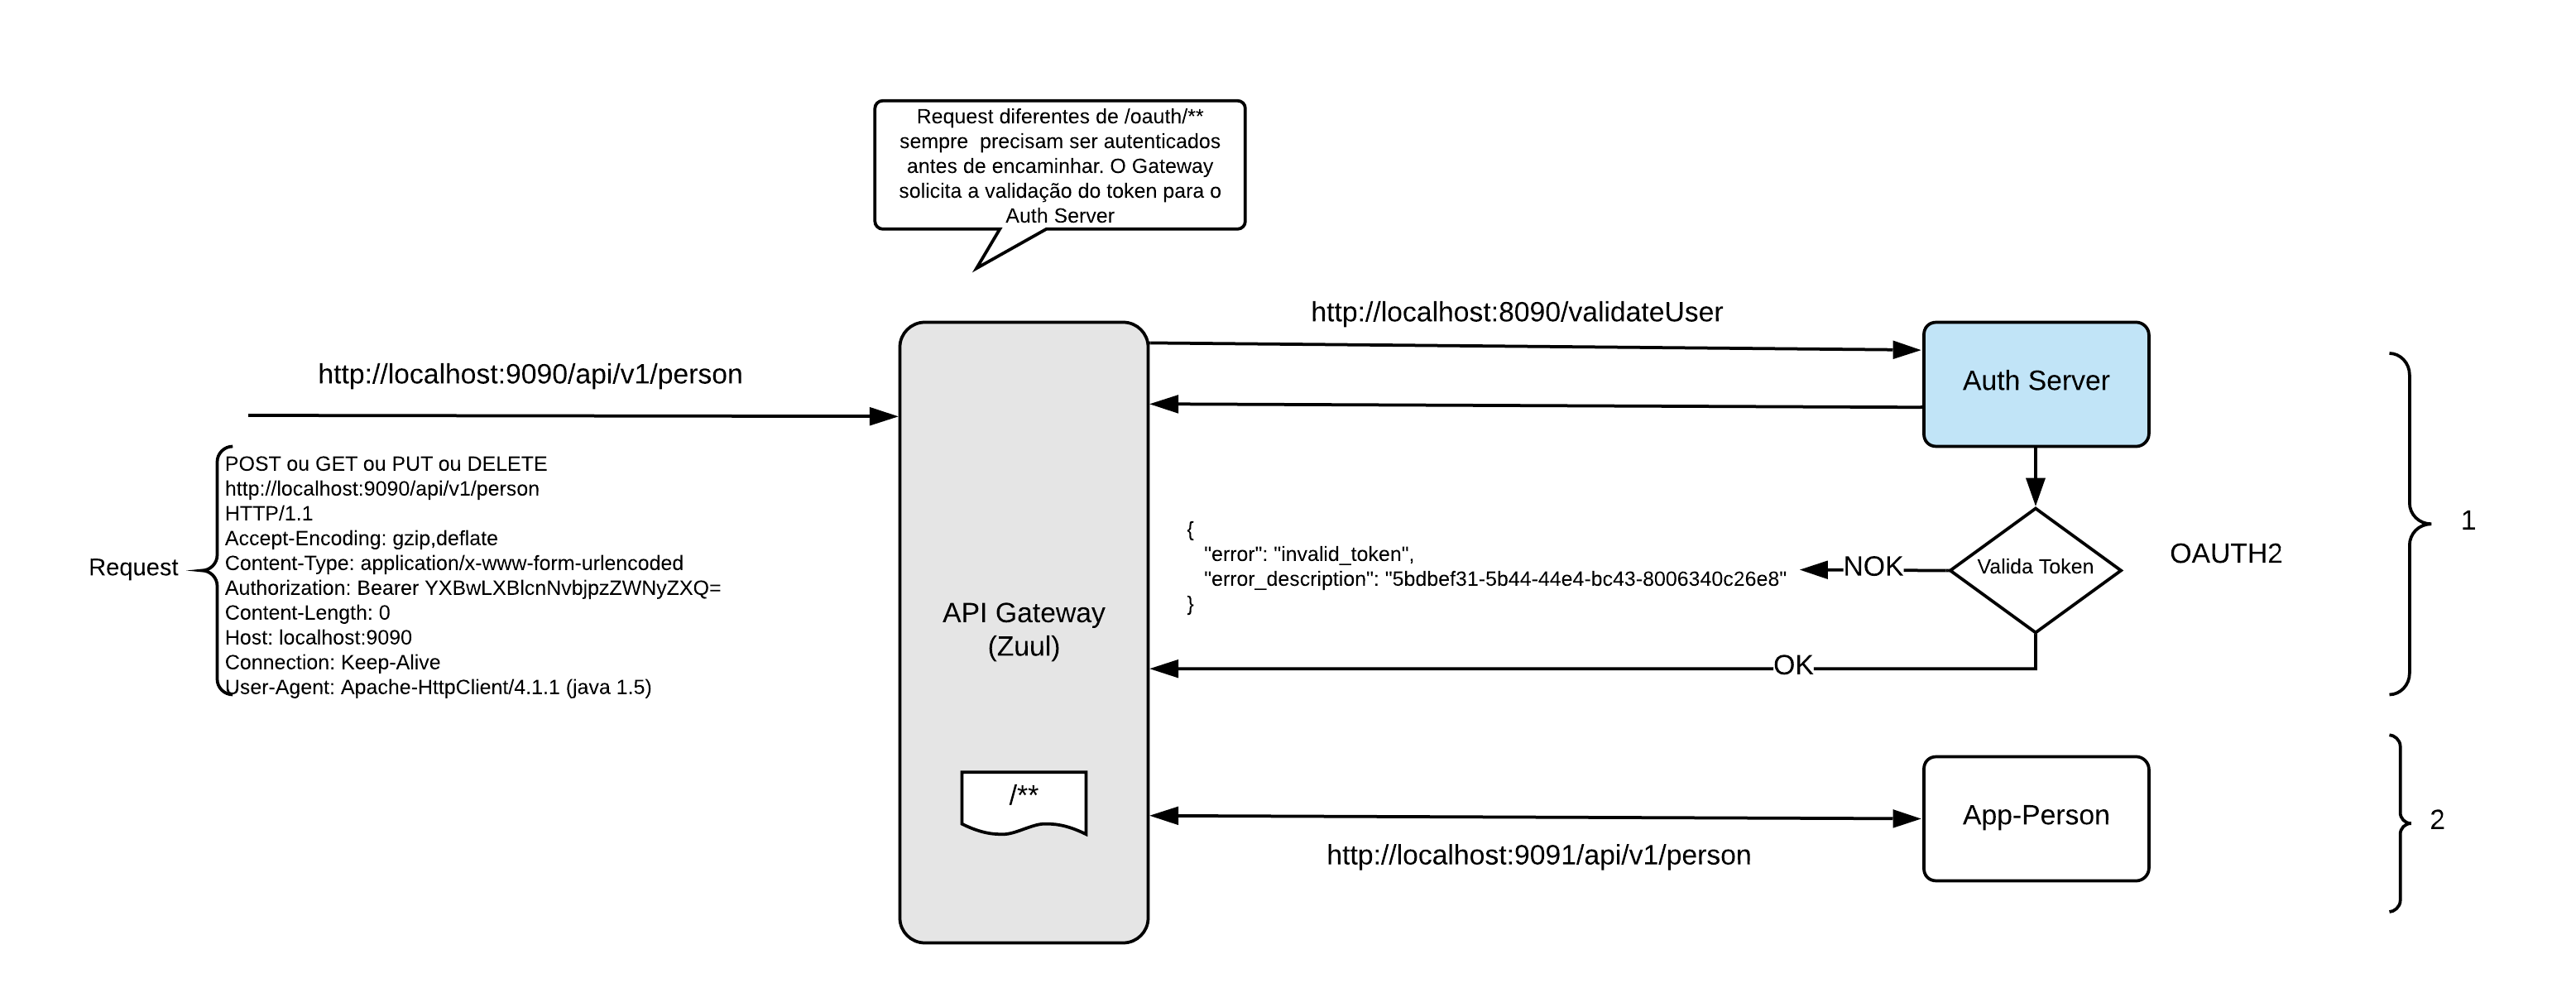 Request diferentes de /oauth/**
sempre  precisam ser autenticados
antes de encaminhar. O Gateway
solicita a validação do token para o
Auth Server
http://localhost:8090/validateUser
http://localhost:9090/api/v1/person
Auth Server
Request
POST ou GET ou PUT ou DELETE
http://localhost:9090/api/v1/person
HTTP/1.1
Accept-Encoding: gzip,deflate
Content-Type: application/x-www-form-urlencoded
Authorization: Bearer YXBwLXBlcnNvbjpzZWNyZXQ=
Content-Length: 0
Host: localhost:9090
Connection: Keep-Alive
User-Agent: Apache-HttpClient/4.1.1 (java 1.5)
API Gateway
(Zuul)
{
"error": "invalid_token",
"error_description": "5bdbef31-5b44-44e4-bc43-8006340c26e8"
}
NOK
Valida Token
OAUTH2
1
OK
/**
App-Person
2
http://localhost:9091/api/v1/person